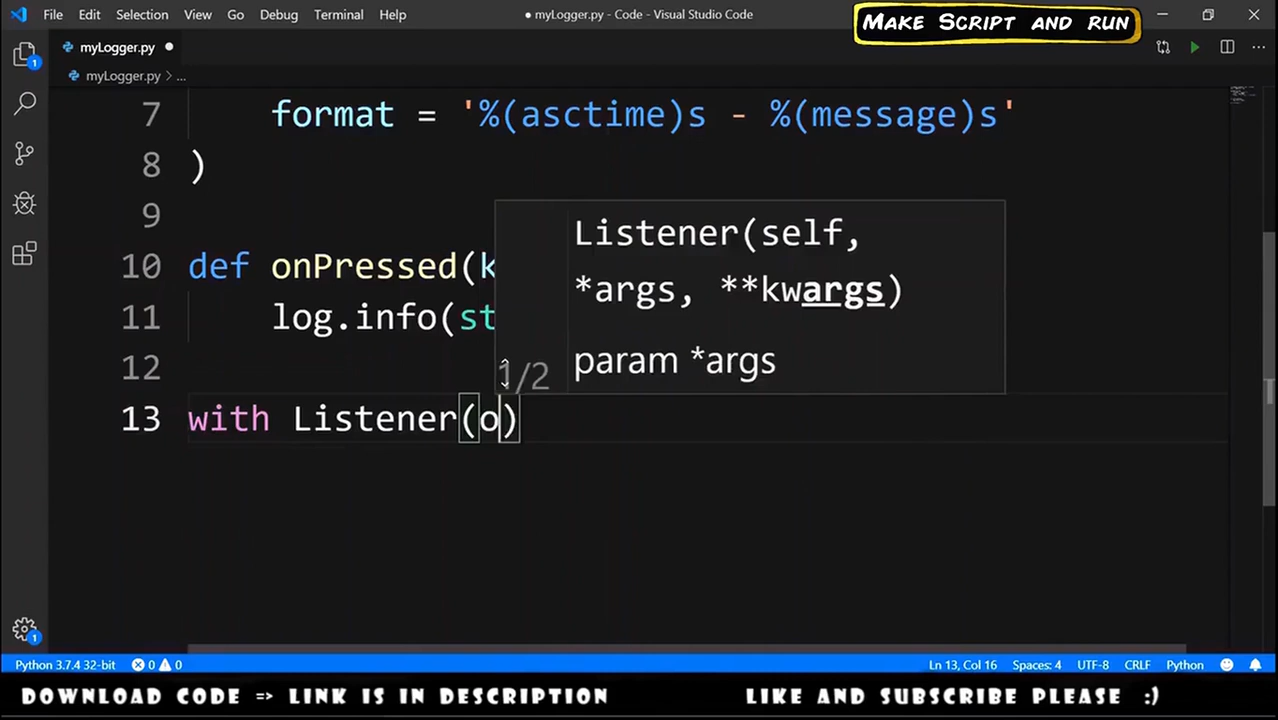 File Edit Selection View Go Debug Terminal Help
● myLogger.py - Code - Visual Studio Code
Make Script and run
myLogger.py
myLogger.py > ...
7 format = '%(asctime)s - %(message)s'
8 )
9
10 def onPressed(k
11 log.info(st
12
13 with Listener(o)
Listener(self,
*args, **kwargs)
param *args
1/2
1
1
Python 3.7.4 32-bit 0 0 Ln 13, Col 16 Spaces: 4 UTF-8 CRLF Python
DOWNLOAD CODE => LINK IS IN DESCRIPTION LIKE AND SUBSCRIBE PLEASE :)